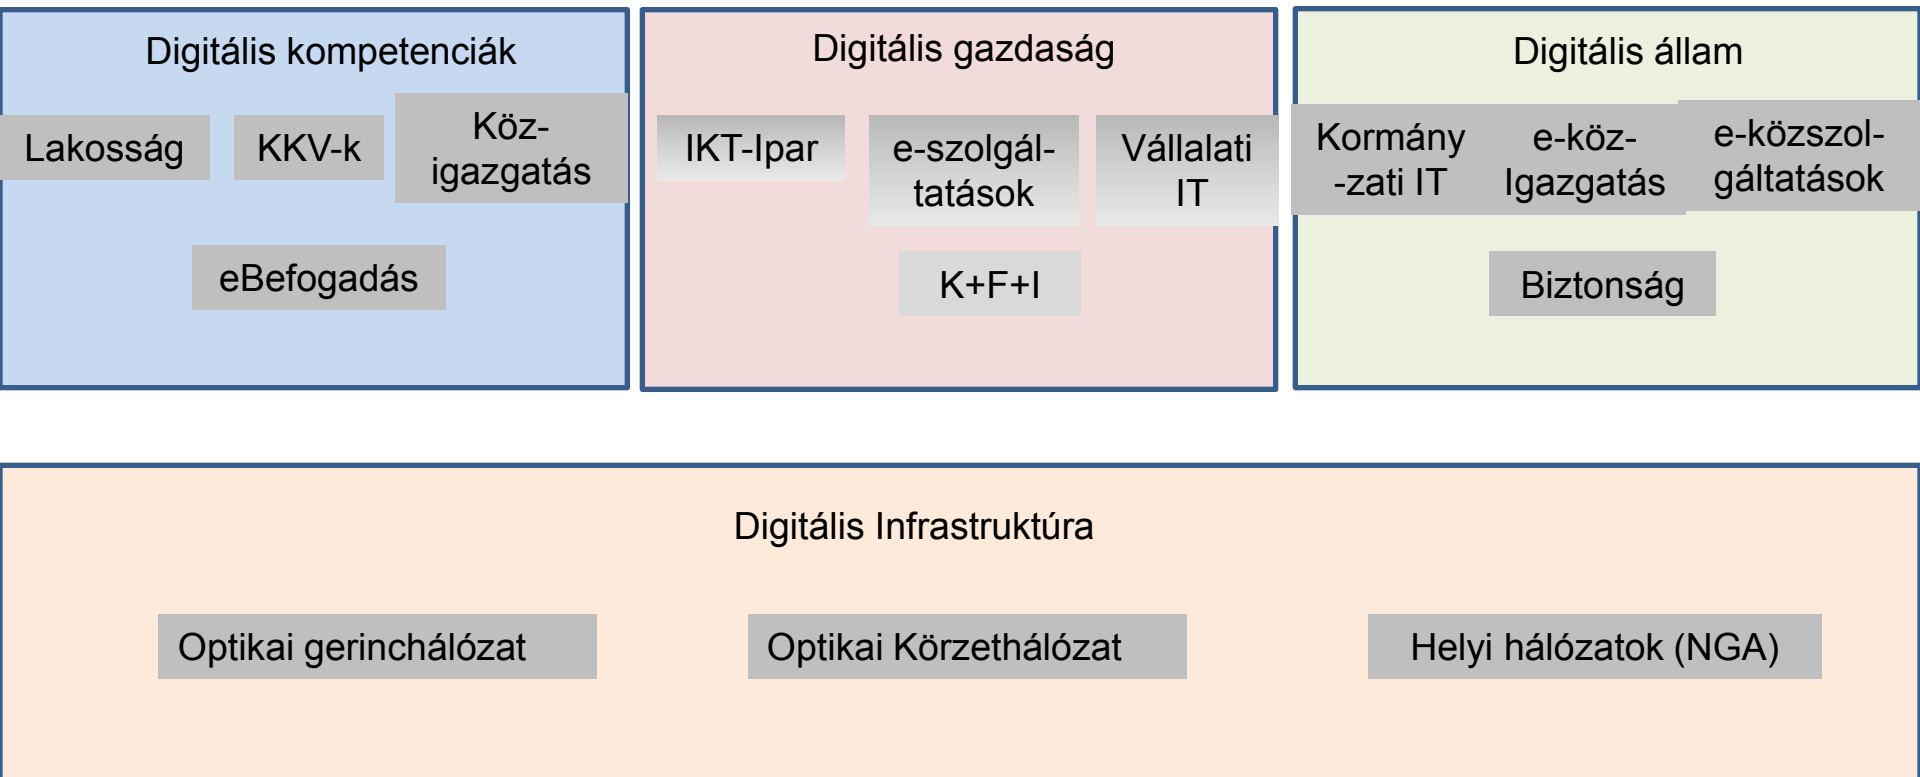 Digitális kompetenciák
Lakosság
KKV-k
Köz-
igazgatás
eBefogadás
Digitális gazdaság
IKT-Ipar
e-szolgál-
tatások
Vállalati
IT
K+F+I
Digitális állam
Kormány
-zati IT
e-köz-
Igazgatás
e-közszol-
gáltatások
Biztonság
Digitális Infrastruktúra
Optikai gerinchálózat
Optikai Körzethálózat
Helyi hálózatok (NGA)